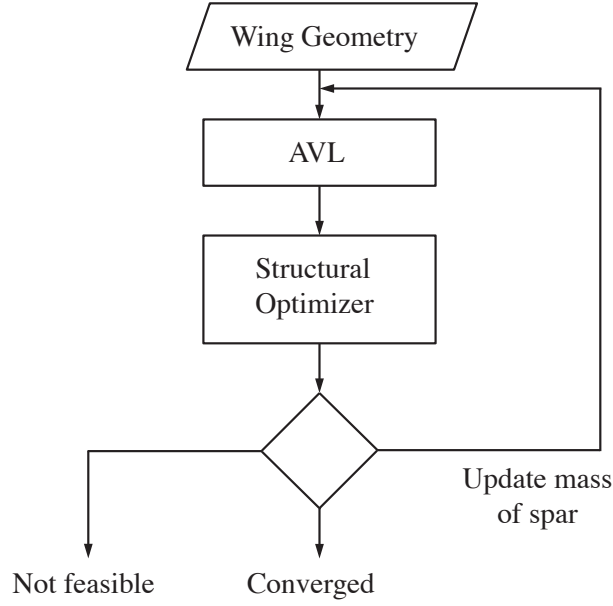 Wing Geometry
AVL
Structural
Optimizer
Update mass
of spar
Not feasible
Converged